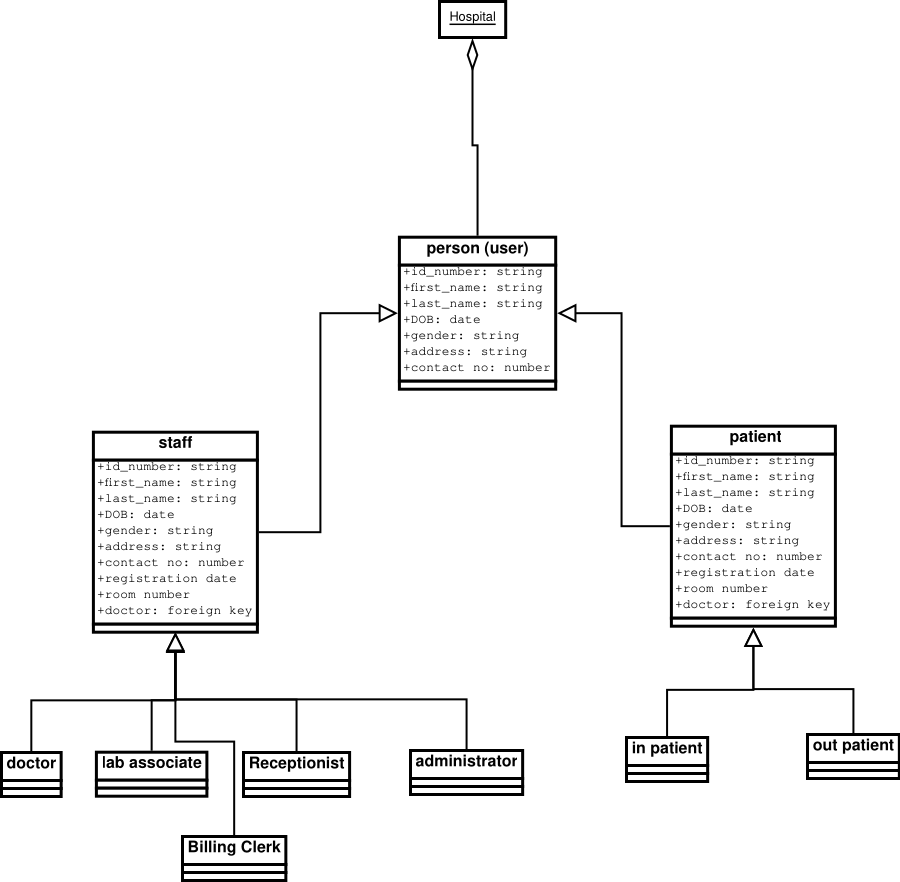 Hospital
person (user)
+id_number: string
+first_name: string
+last_name: string
+DOB: date
+gender: string
+address: string
+contact no: number
staff
+id_number: string
+first_name: string
+last_name: string
+DOB: date
+gender: string
+address: string
+contact no: number
+registration date
+room number
+doctor: foreign key
patient
+id_number: string
+first_name: string
+last_name: string
+DOB: date
+gender: string
+address: string
+contact no: number
+registration date
+room number
+doctor: foreign key
doctor
lab associate
Receptionist
administrator
in patient
out patient
Billing Clerk